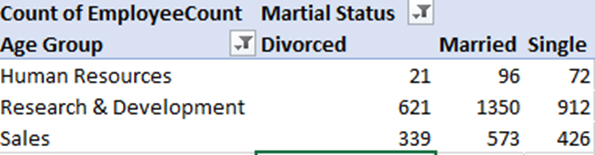 Count of EmployeeCount Martial Status
Age Group Divorced Married Single
Human Resources 21 96 72
Research & Development 621 1350 912
Sales 339 573 426